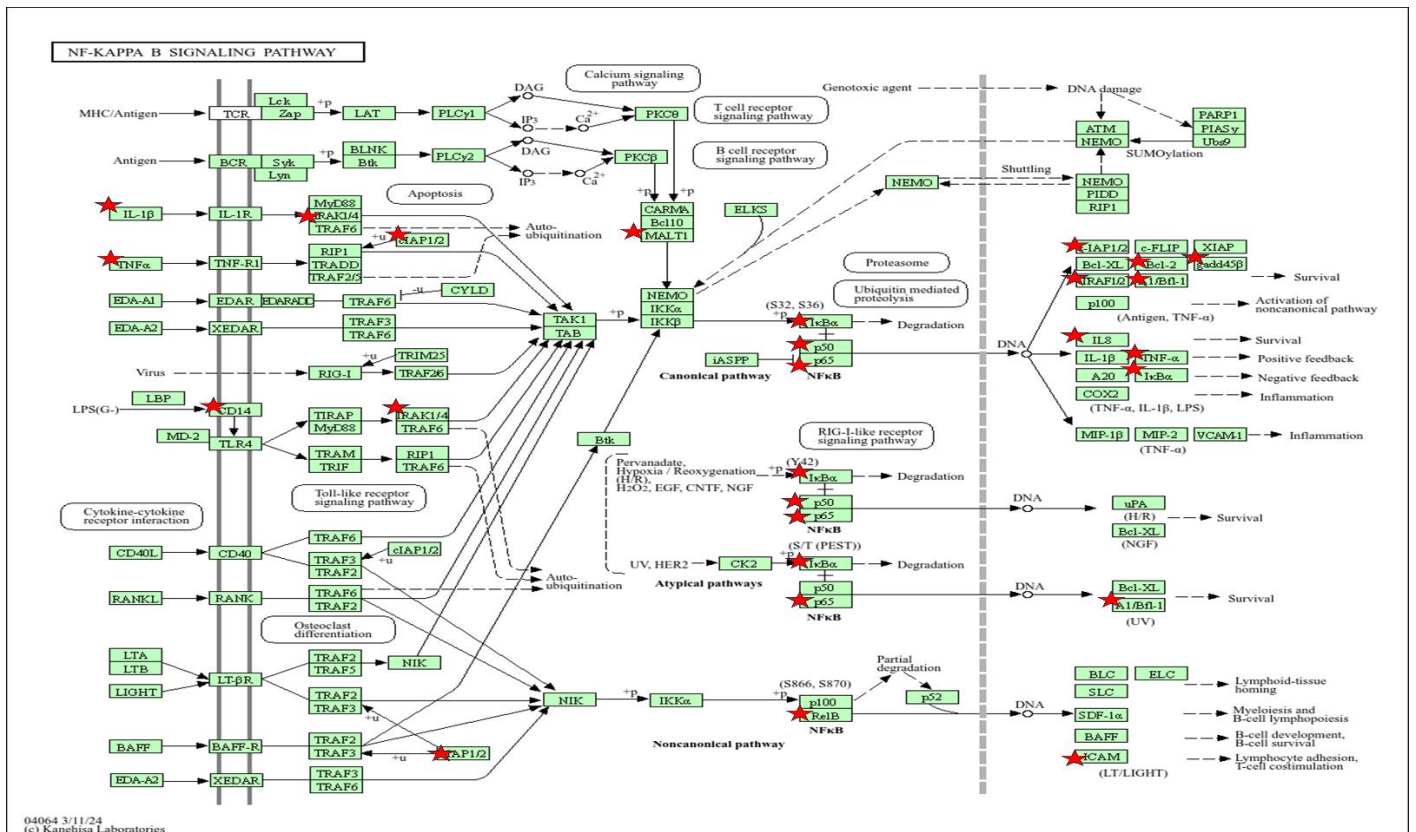 NF-KAPPA B SIGNALING PATHWAY
Calcium signaling
pathway
T cell receptor
signaling pathway
B cell receptor
signaling pathway
Apoptosis
Proteasome
Ubiquitin mediated
proteolysis
RIG-I-like receptor
signaling pathway
Toll-like receptor
signaling pathway
Cytokine-cytokine
receptor interaction
Osteoclast
differentiation
MHC/Antigen
TCR
Lck
Zap
+p
LAT
PLCγ1
DAG
IP3
Ca2+
PKCθ
Antigen
BCR
Syk
Lyn
+p
BLNK
Btk
PLCγ2
DAG
IP3
Ca2+
PKCβ
+p
+p
CARMA
Bcl10
MALT1
ELKS
IL-1β
IL-1R
MyD88
IRAK1/4
TRAF6
Auto-
ubiquitination
+u
cIAP1/2
TNFα
TNF-R1
RIP1
TRADD
TRAF2/5
EDA-A1
EDAR
EDARADD
TRAF6
-u
CYLD
EDA-A2
XEDAR
TRAF3
TRAF6
TAK1
TAB
+p
NEMO
IKKα
IKKβ
Virus
RIG-I
+u
TRIM25
TRAF2/6
LPS(G-)
LBP
CD14
MD-2
TLR4
TIRAP
MyD88
IRAK1/4
TRAF6
TRAM
TRIF
RIP1
TRAF6
Btk
CD40L
CD40
TRAF6
TRAF3
TRAF2
+u
cIAP1/2
RANKL
RANK
TRAF6
TRAF2
Auto-
ubiquitination
LTA
LTB
LIGHT
LT-βR
TRAF2
TRAF5
NIK
TRAF2
TRAF3
+u
BAFF
BAFF-R
TRAF2
TRAF3
+u
cIAP1/2
EDA-A2
XEDAR
TRAF3
TRAF6
NIK
+p
IKKα
+p
(S866, S870)
p100
RelB
NFκB
Partial
degradation
p52
Noncanonical pathway
(S32, S36)
+p
IκBα
Degradation
+
p50
p65
NFκB
iASPP
Canonical pathway
Pervanadate,
Hypoxia / Reoxygenation
(H/R),
H2O2, EGF, CNTF, NGF
+p
(Y42)
IκBα
Degradation
+
p50
p65
NFκB
UV, HER2
CK2
+p
(S/T (PEST))
IκBα
Degradation
+
p50
p65
NFκB
Atypical pathways
Genotoxic agent
DNA damage
ATM
NEMO
PARP1
PIASy
Ubs9
SUMOylation
NEMO
Shuttling
NEMO
PIDD
RIP1
DNA
c-IAP1/2
c-FLIP
XIAP
Bcl-XL
Bcl-2
gadd45β
TRAF1/2
A1/Bfl-1
Survival
p100
(Antigen, TNF-α)
Activation of
noncanonical pathway
IL8
Survival
IL-1β
TNF-α
Positive feedback
A20
IκBα
Negative feedback
COX2
Inflammation
(TNF-α, IL-1β, LPS)
MIP-1β
MIP-2
VCAM-1
Inflammation
(TNF-α)
DNA
uPA
(H/R)
Bcl-XL
(NGF)
Survival
DNA
Bcl-XL
A1/Bfl-1
(UV)
Survival
DNA
BLC
ELC
SLC
Lymphoid-tissue
homing
SDF-1α
Myeloiesis and
B-cell lymphopoiesis
BAFF
B-cell development,
B-cell survival
ICAM
(LT/LIGHT)
Lymphocyte adhesion,
T-cell costimulation
04064 3/11/24
(c) Kanehisa Laboratories